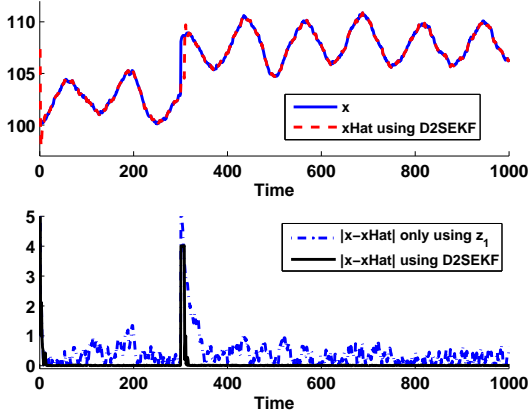 110
105
100
x
xHat using D2SEKF
0 200 400 600 800 1000
Time
5
4
3
2
1
0
|x-xHat| only using z_1
|x-xHat| using D2SEKF
0 200 400 600 800 1000
Time